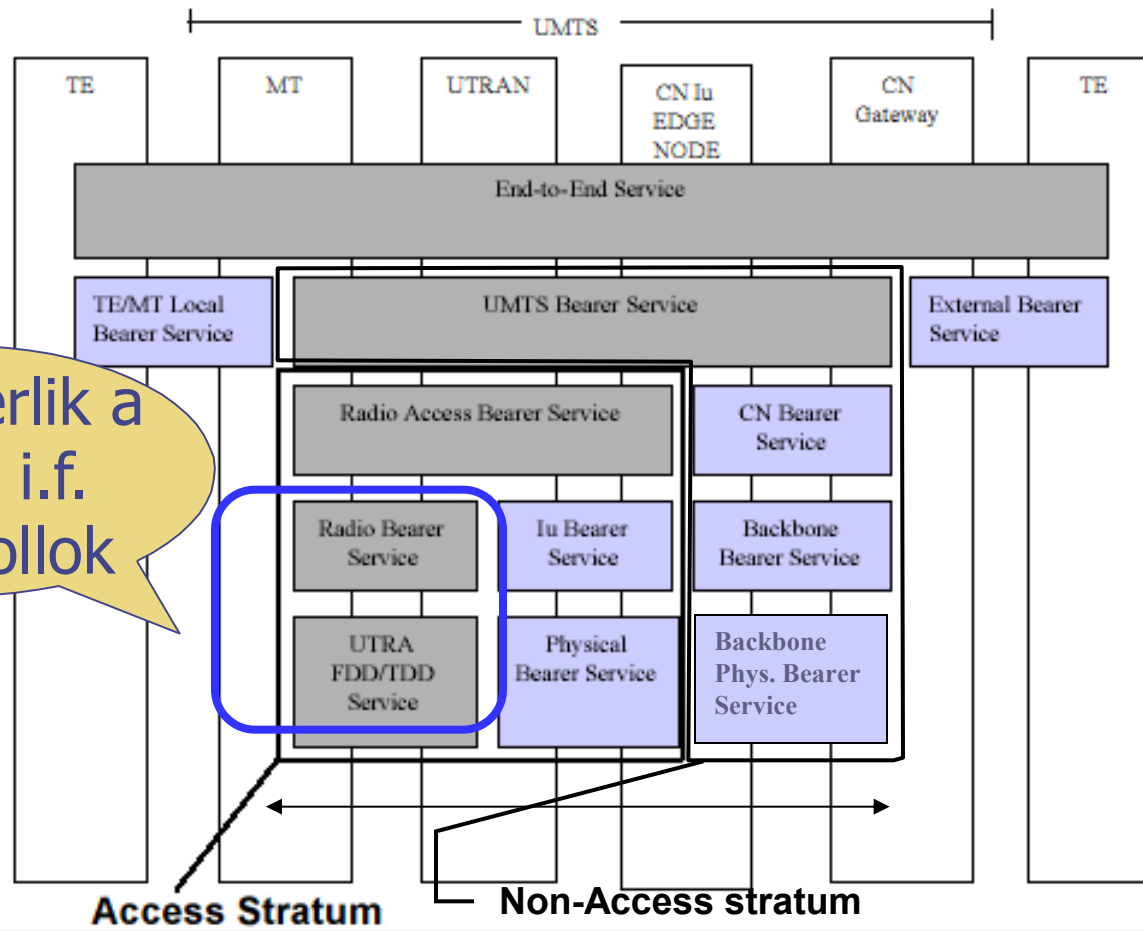 UMTS
TE
MT
UTRAN
CN Iu
EDGE
NODE
CN
Gateway
TE
End-to-End Service
TE/MT Local
Bearer Service
UMTS Bearer Service
External Bearer
Service
erlik a
i.f.
ollok
Radio Access Bearer Service
CN Bearer
Service
Radio Bearer
Service
Iu Bearer
Service
Backbone
Bearer Service
UTRA
FDD/TDD
Service
Physical
Bearer Service
Backbone
Phys. Bearer
Service
Access Stratum
Non-Access stratum